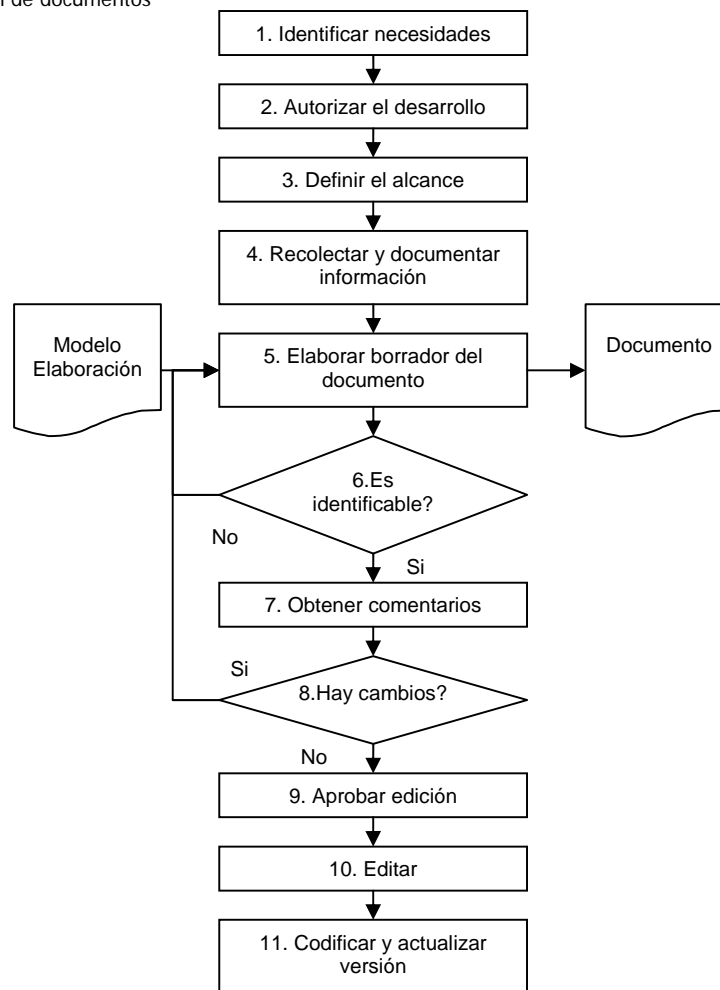 de documentos
1. Identificar necesidades
2. Autorizar el desarrollo
3. Definir el alcance
4. Recolectar y documentar
información
Modelo
Elaboración
5. Elaborar borrador del
documento
Documento
6.Es
identificable?
No
Si
7. Obtener comentarios
Si
8.Hay cambios?
No
9. Aprobar edición
10. Editar
11. Codificar y actualizar
versión